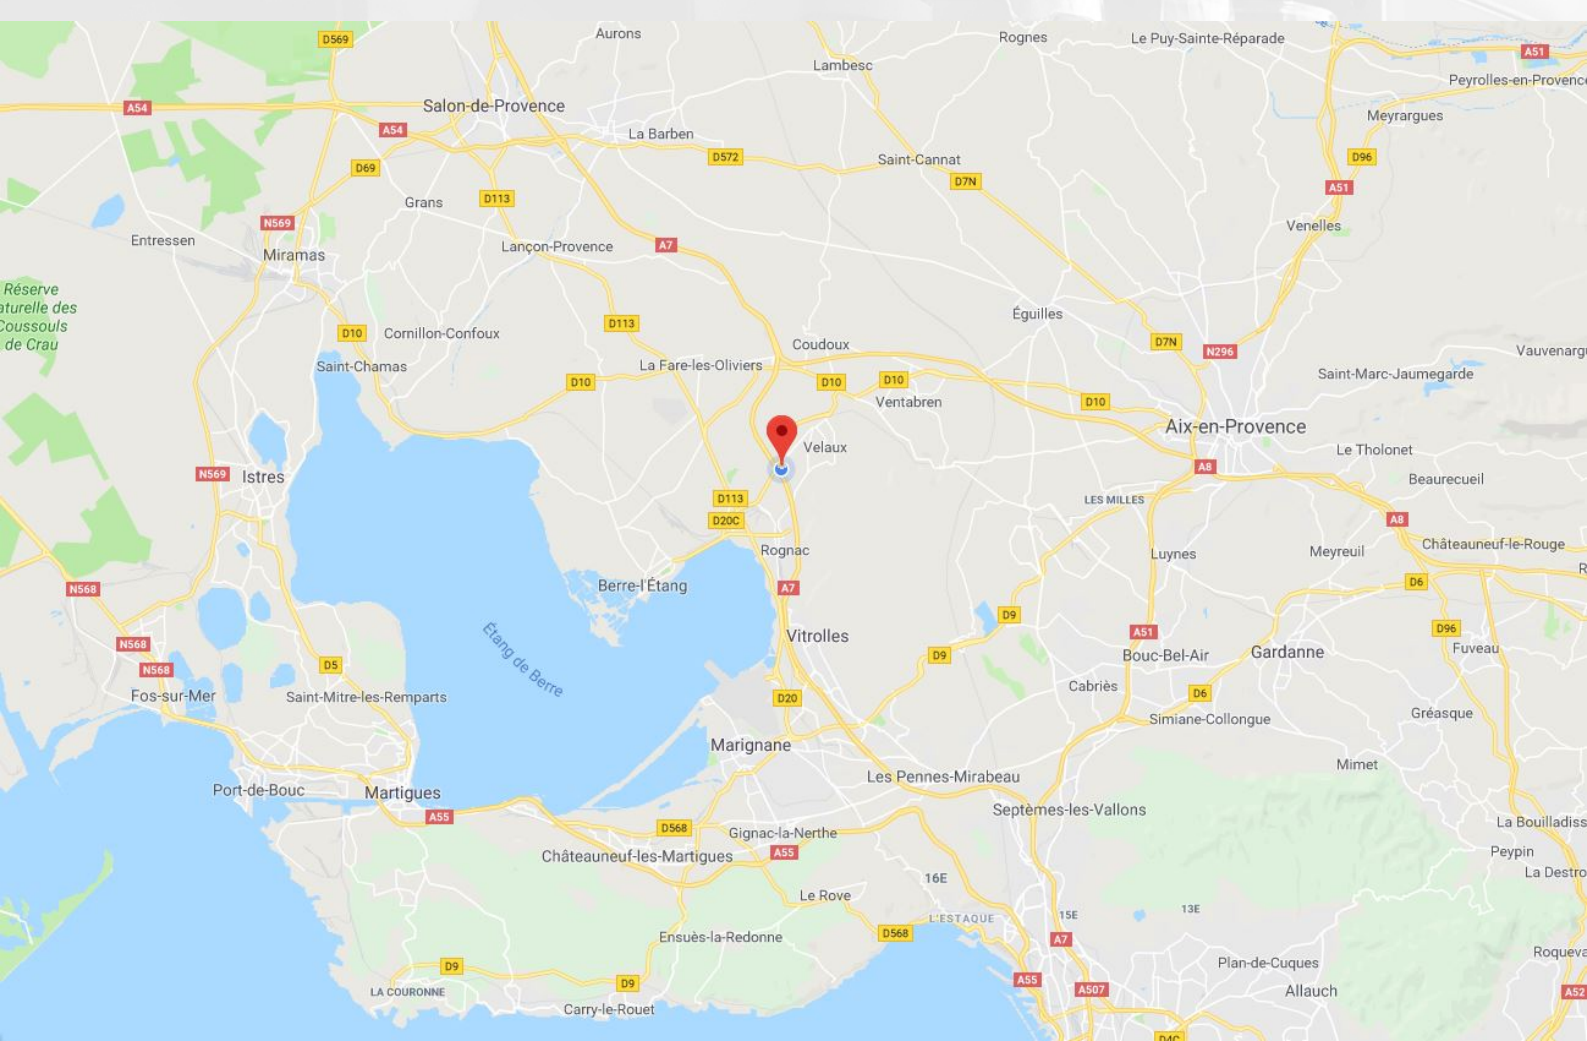 D569
Aurons
Rognes
Le Puy-Sainte-Réparade
A51
Lambesc
Peyrolles-en-Provence
A54
Salon-de-Provence
Meyrargues
A54
La Barben
D572
Saint-Cannat
D96
D69
D7N
A51
D113
Grans
N569
Venelles
Entressen
Lançon-Provence
A7
Miramas
Réserve
aturelle des
Coussouls
de Crau
Éguilles
D113
D10
Cornillon-Confoux
D7N
Coudoux
N296
Vauvenargu
Saint-Chamas
La Fare-les-Oliviers
Saint-Marc-Jaumegarde
D10
D10
D10
Ventabren
D10
Aix-en-Provence
Velaux
Le Tholonet
A8
N569
Istres
Beaurecueil
D113
LES MILLES
D20C
A8
Rognac
Luynes
Meyreuil
Châteauneuf-le-Rouge
R
Berre-l'Étang
D6
N568
A7
D9
Étang de Berre
D96
A51
Vitrolles
N568
Fuveau
D9
Bouc-Bel-Air
Gardanne
N568
D5
Cabriès
D6
Fos-sur-Mer
Saint-Mitre-les-Remparts
D20
Gréasque
Simiane-Collongue
Marignane
Mimet
Les Pennes-Mirabeau
Port-de-Bouc
Martigues
Septèmes-les-Vallons
A55
La Bouilladiss
D568
Gignac-la-Nerthe
A55
Peypin
Châteauneuf-les-Martigues
La Destro
16E
Le Rove
13E
15E
L'ESTAQUE
D568
Ensuès-la-Redonne
A7
Roqueva
D9
Plan-de-Cuques
A55
D9
A507
Allauch
A52
LA COURONNE
Carry-le-Rouet
D4C